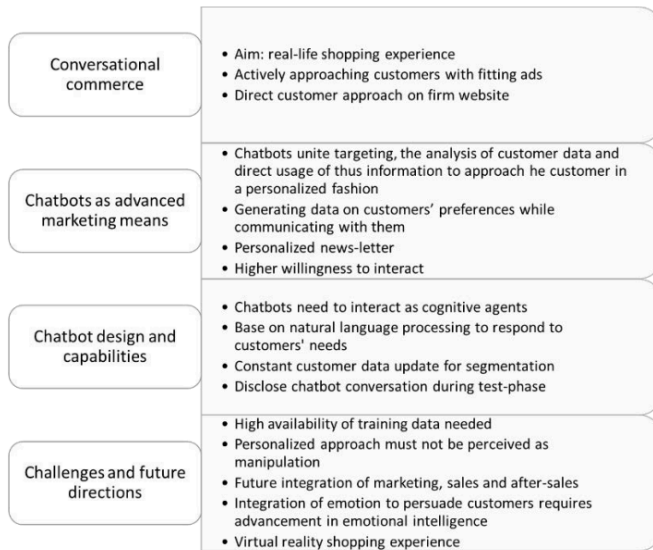 Conversational
commerce
• Aim: real-life shopping experience
• Actively approaching customers with fitting ads
• Direct customer approach on firm website
Chatbots as advanced
marketing means
• Chatbots unite targeting, the analysis of customer data and
direct usage of thus information to approach he customer in
a personalized fashion
• Generating data on customers’ preferences while
communicating with them
• Personalized news-letter
• Higher willingness to interact
Chatbot design and
capabilities
• Chatbots need to interact as cognitive agents
• Base on natural language processing to respond to
customers' needs
• Constant customer data update for segmentation
• Disclose chatbot conversation during test-phase
Challenges and future
directions
• High availability of training data needed
• Personalized approach must not be perceived as
manipulation
• Future integration of marketing, sales and after-sales
• Integration of emotion to persuade customers requires
advancement in emotional intelligence
• Virtual reality shopping experience